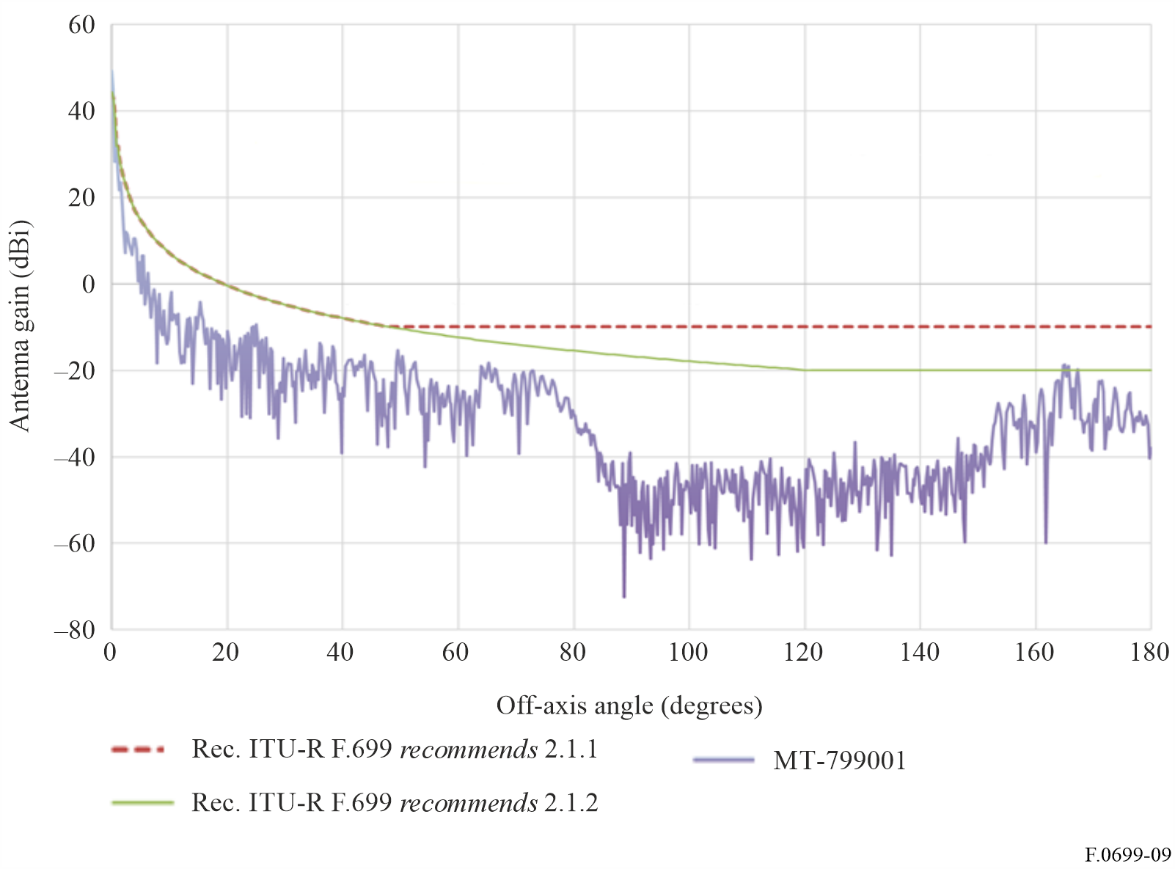 60
40
20
0
–20
–40
–60
–80
Antenna gain (dBi)
0 20 40 60 80 100 120 140 160 180
Off-axis angle (degrees)
Rec. ITU-R F.699 recommends 2.1.1
MT-799001
Rec. ITU-R F.699 recommends 2.1.2
F.0699-09